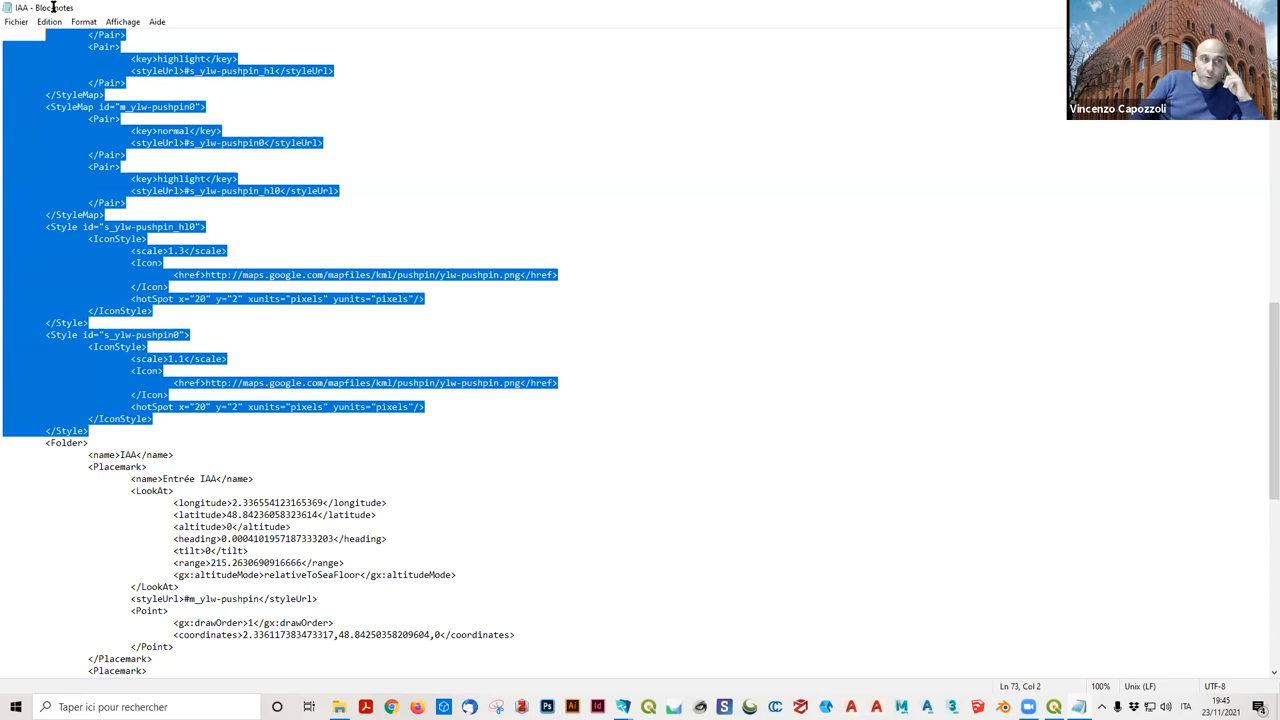 IAA - Bloc-notes
Fichier Edition Format Affichage Aide
</Pair>
<Pair>
<key>highlight</key>
<styleUrl>#s_ylw-pushpin_hl</styleUrl>
</Pair>
</StyleMap>
<StyleMap id="m_ylw-pushpin0">
<Pair>
<key>normal</key>
<styleUrl>#s_ylw-pushpin0</styleUrl>
</Pair>
<Pair>
<key>highlight</key>
<styleUrl>#s_ylw-pushpin_hl0</styleUrl>
</Pair>
</StyleMap>
<Style id="s_ylw-pushpin_hl0">
<IconStyle>
<scale>1.3</scale>
<Icon>
<href>http://maps.google.com/mapfiles/kml/pushpin/ylw-pushpin.png</href>
</Icon>
<hotSpot x="20" y="2" xunits="pixels" yunits="pixels"/>
</IconStyle>
</Style>
<Style id="s_ylw-pushpin0">
<IconStyle>
<scale>1.1</scale>
<Icon>
<href>http://maps.google.com/mapfiles/kml/pushpin/ylw-pushpin.png</href>
</Icon>
<hotSpot x="20" y="2" xunits="pixels" yunits="pixels"/>
</IconStyle>
</Style>
<Folder>
<name>IAA</name>
<Placemark>
<name>Entrée IAA</name>
<LookAt>
<longitude>2.336554123165369</longitude>
<latitude>48.84236058323614</latitude>
<altitude>0</altitude>
<heading>0.0004101957187333203</heading>
<tilt>0</tilt>
<range>215.2630690916666</range>
<gx:altitudeMode>relativeToSeaFloor</gx:altitudeMode>
</LookAt>
<styleUrl>#m_ylw-pushpin</styleUrl>
<Point>
<gx:drawOrder>1</gx:drawOrder>
<coordinates>2.336117383473317,48.84250358209604,0</coordinates>
</Point>
</Placemark>
<Placemark>
Vincenzo Capozzoli
Ln 73, Col 2 100% Unix (LF) UTF-8
Taper ici pour rechercher
ITA
19:45
23/11/2021